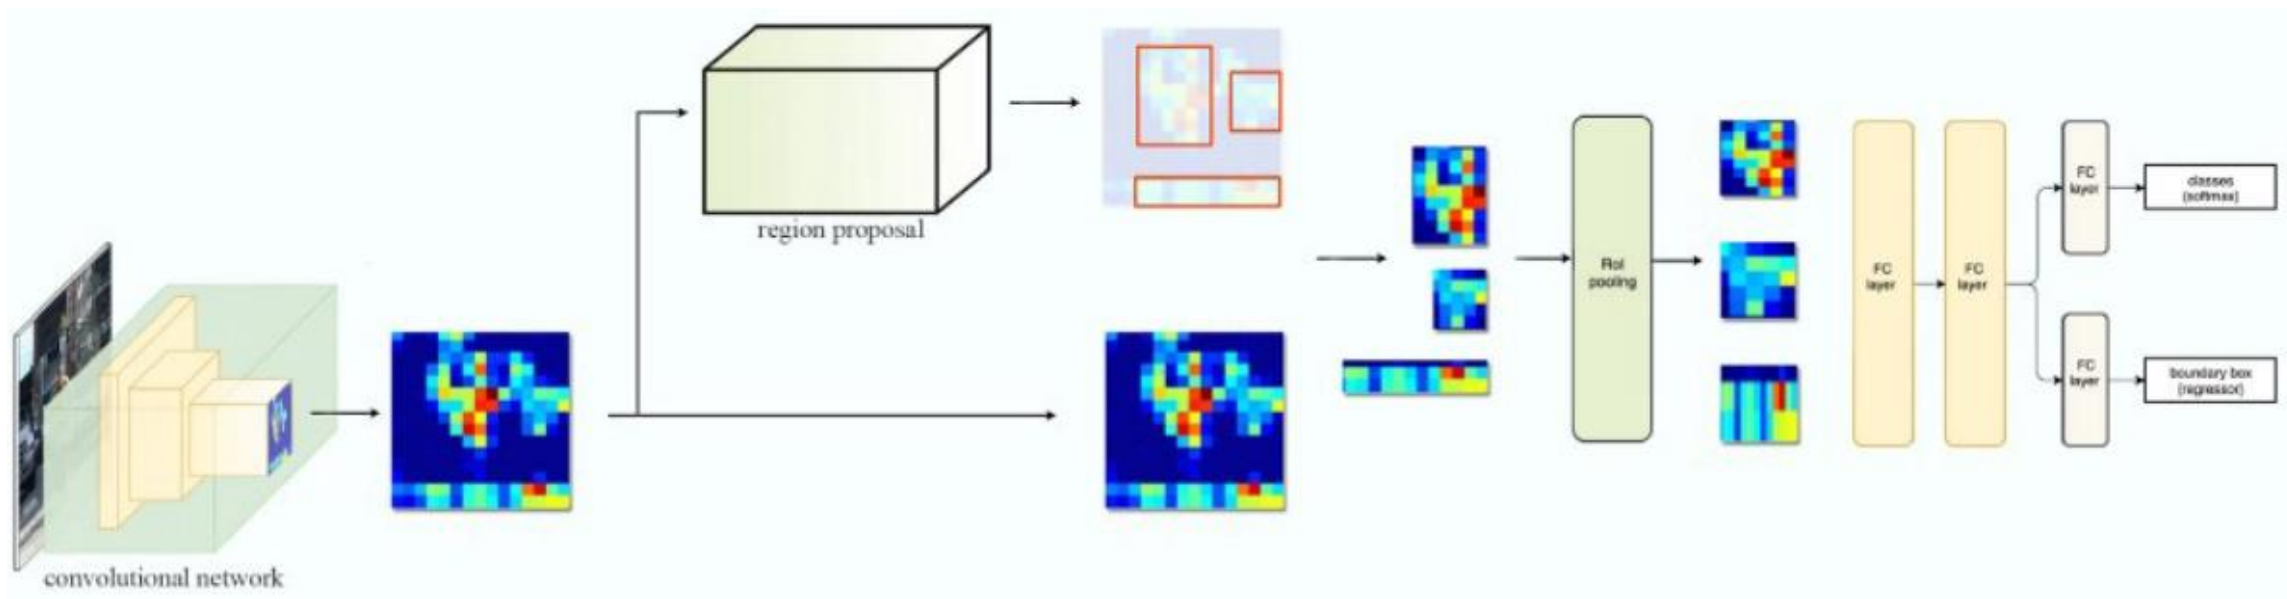 region proposal
convolutional network
RoI
pooling
FC
layer
FC
layer
FC
layer
classes
(softmax)
FC
layer
boundary box
(regressor)